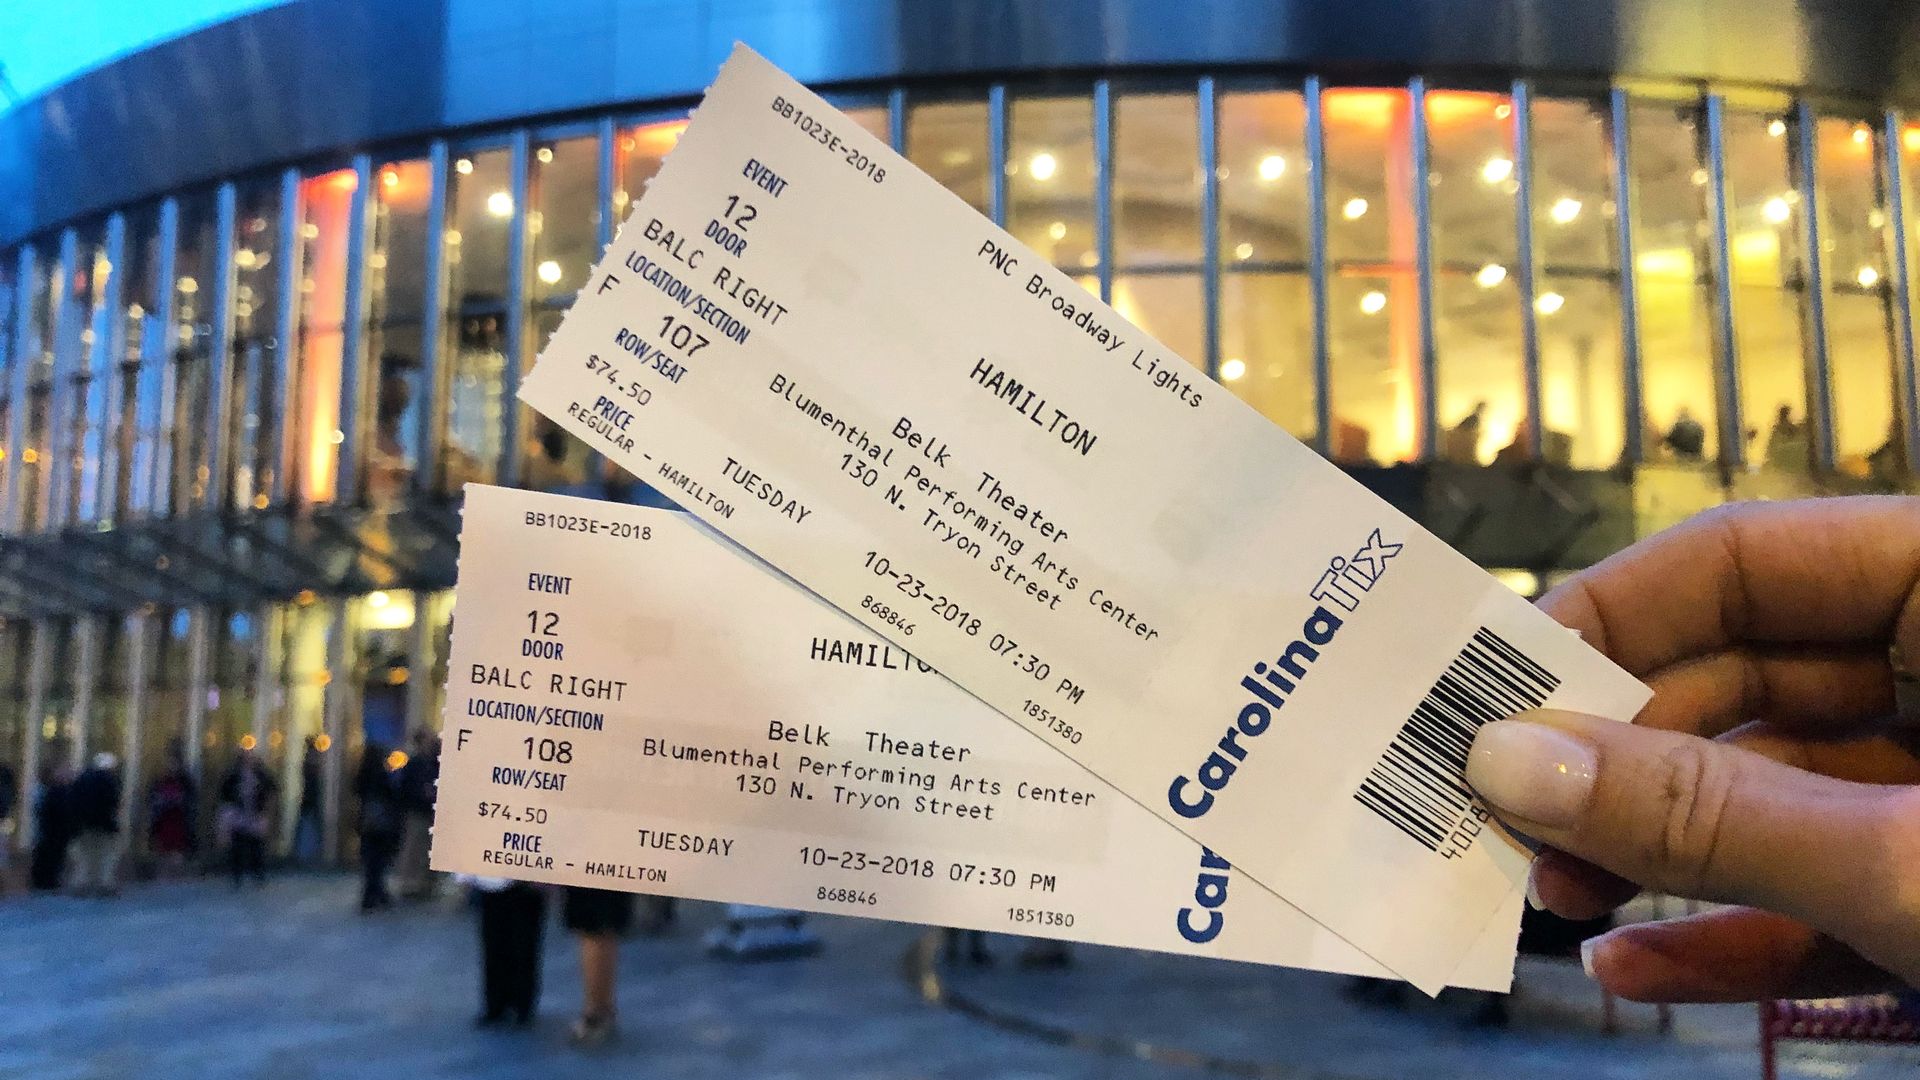 BB1023E-2018
EVENT
12
DOOR
BALC RIGHT
LOCATION/SECTION
F 107
ROW/SEAT
$74.50
PRICE
REGULAR - HAMILTON
PNC Broadway Lights
HAMILTON
Belk Theater
Blumenthal Performing Arts Center
130 N. Tryon Street
TUESDAY 10-23-2018 07:30 PM
868846 1851380
CarolinaTix
BB1023E-2018
EVENT
12
DOOR
BALC RIGHT
LOCATION/SECTION
F 108
ROW/SEAT
$74.50
PRICE
REGULAR - HAMILTON
HAMILTO
Belk Theater
Blumenthal Performing Arts Center
130 N. Tryon Street
TUESDAY 10-23-2018 07:30 PM
868846 1851380
Car